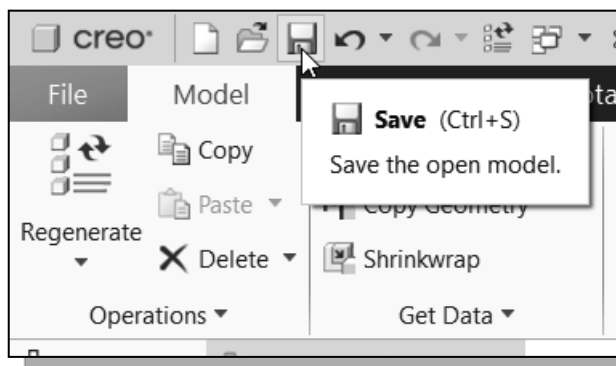 creo
File Model
Save (Ctrl+S)
Save the open model.
Copy
Paste
Copy Geometry
Regenerate
Delete
Shrinkwrap
Operations
Get Data